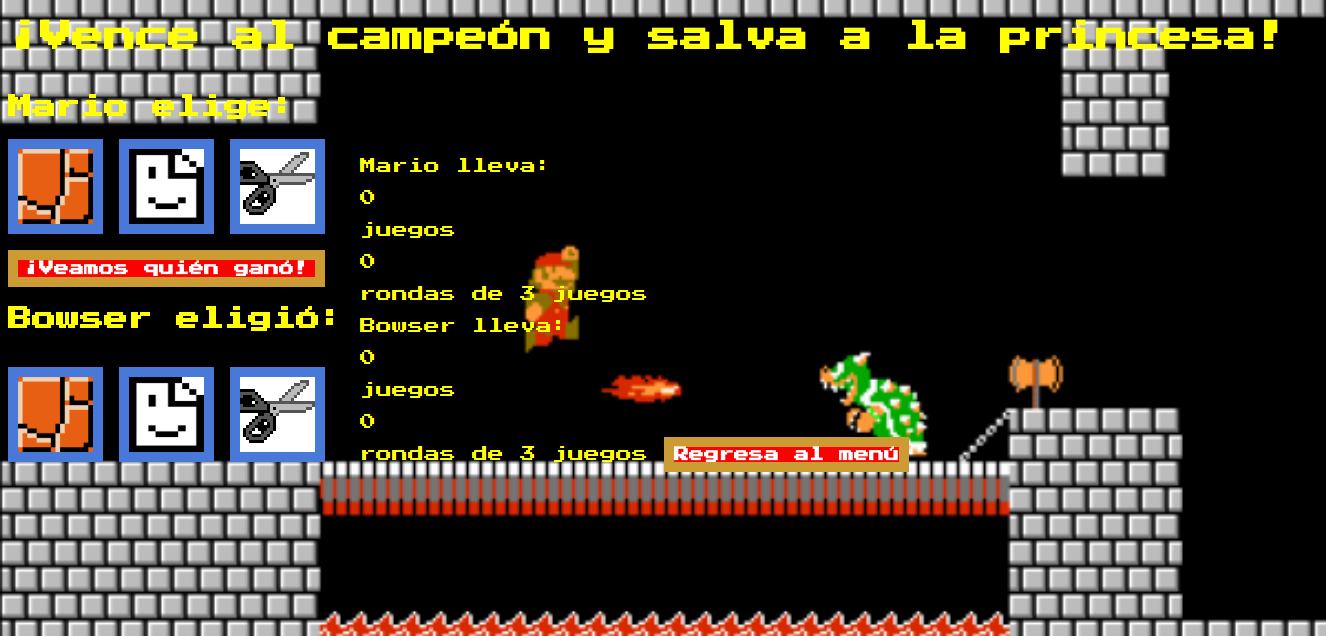 ¡Vence al campeón y salva a la princesa!
Mario elige:
¡Veamos quién ganó!
Bowser eligió:
Mario lleva:
0
juegos
0
rondas de 3 juegos
Bowser lleva:
0
juegos
0
rondas de 3 juegos
Regresa al menú